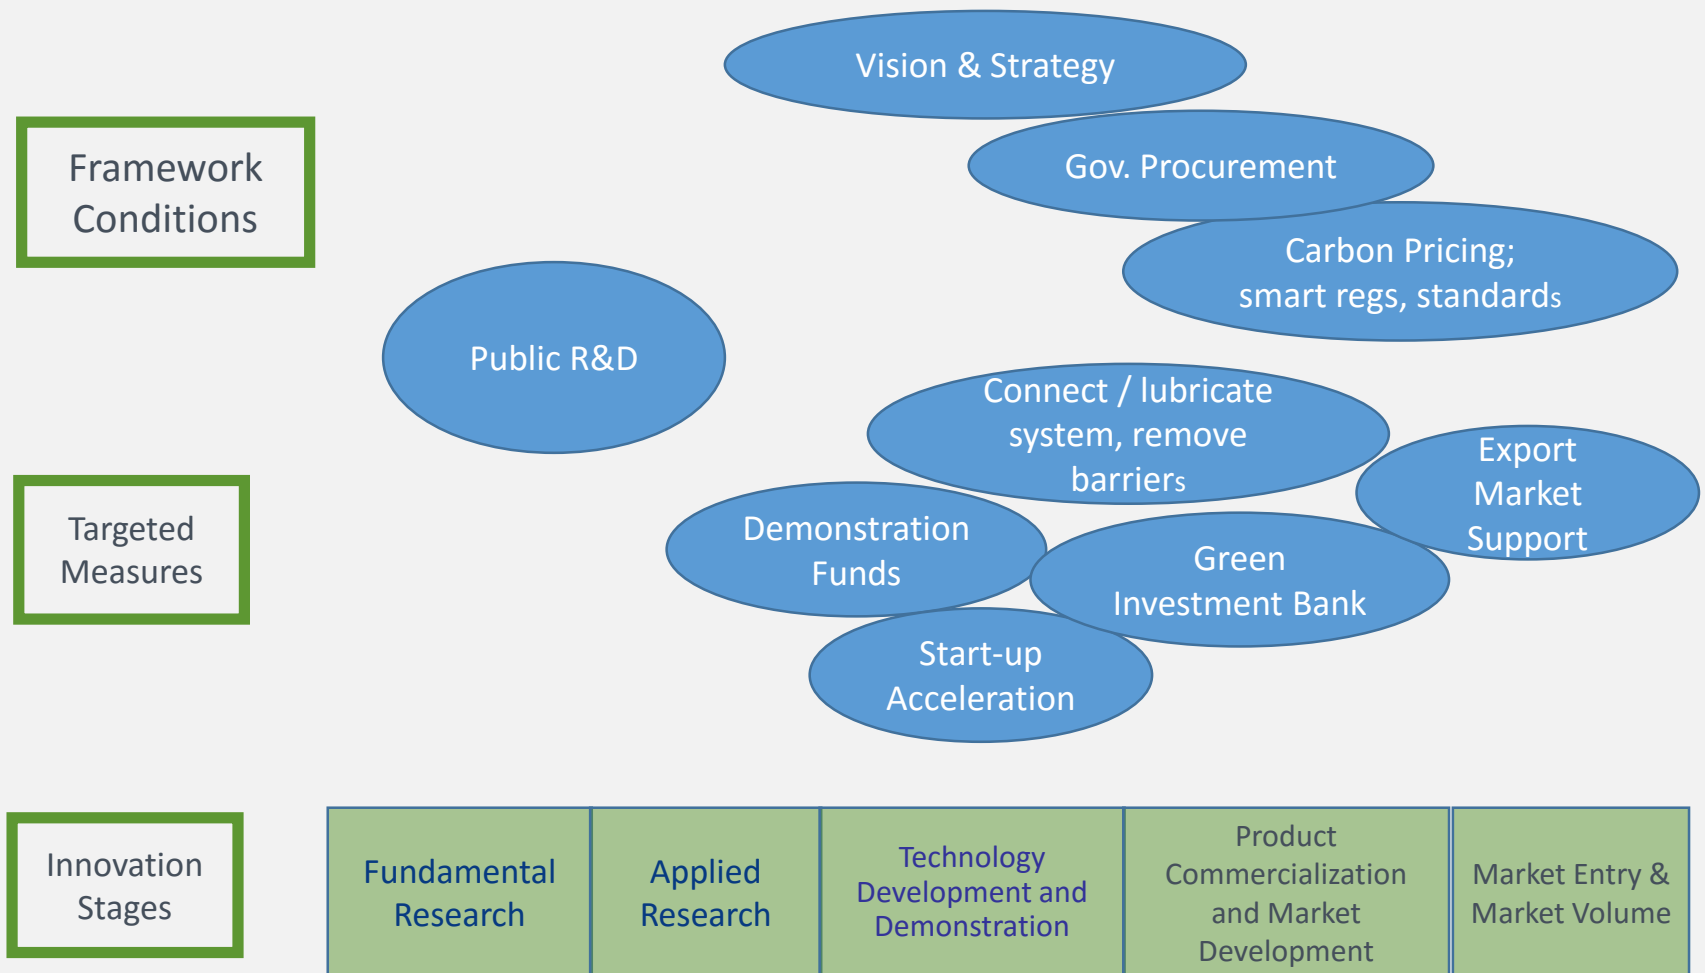 Vision & Strategy
Framework
Conditions
Gov. Procurement
Carbon Pricing;
smart regs, standards
Public R&D
Connect / lubricate
system, remove
barriers
Export
Market
Support
Targeted
Measures
Demonstration
Funds
Green
Investment Bank
Start-up
Acceleration
Innovation
Stages
Fundamental
Research
Applied
Research
Technology
Development and
Demonstration
Product
Commercialization
and Market
Development
Market Entry &
Market Volume